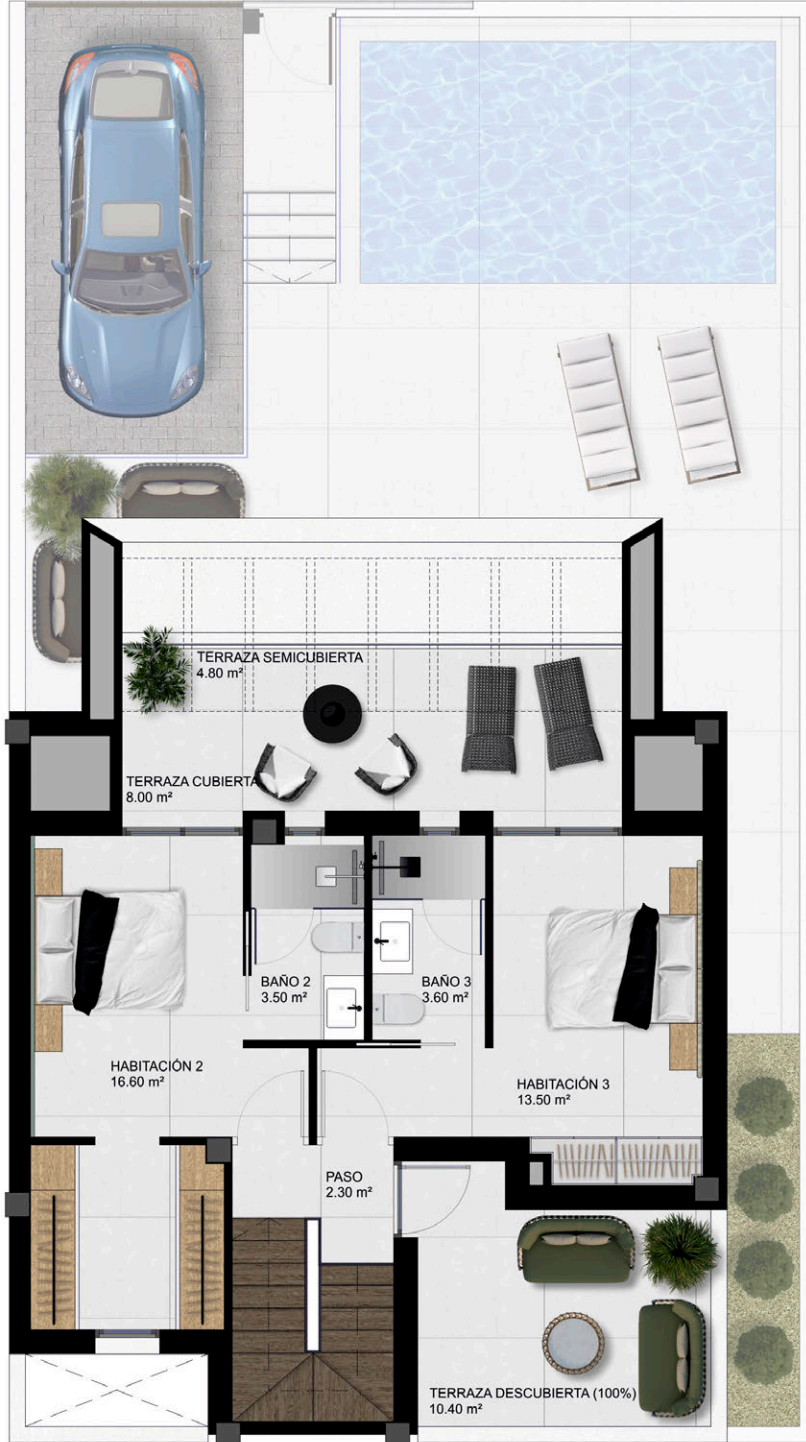 TERRAZA SEMICUBIERTA
4.80 m²
TERRAZA CUBIERTA
8.00 m²
BAÑO 2
3.50 m²
BAÑO 3
3.60 m²
HABITACIÓN 2
16.60 m²
HABITACIÓN 3
13.50 m²
PASO
2.30 m²
TERRAZA DESCUBIERTA (100%)
10.40 m²